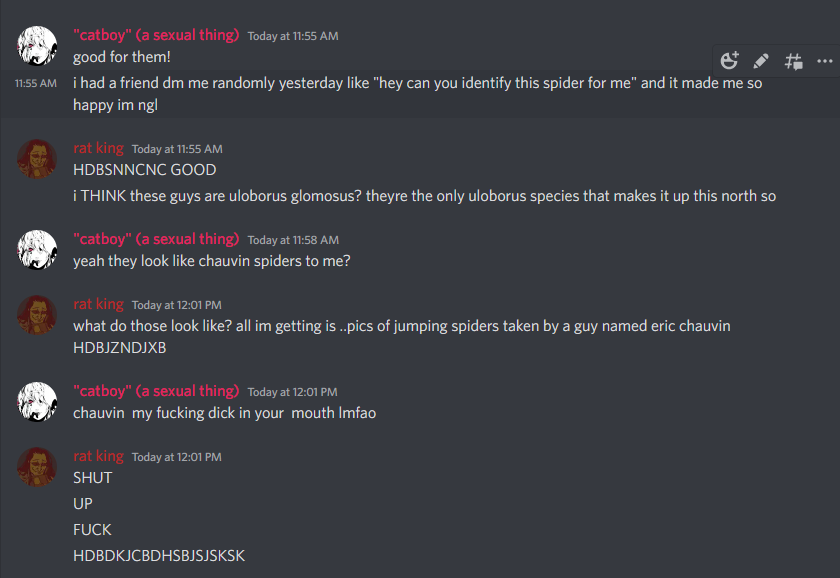 "catboy" (a sexual thing) Today at 11:55 AM
good for them!
11:55 AM i had a friend dm me randomly yesterday like "hey can you identify this spider for me" and it made me so
happy im ngl
rat king Today at 11:55 AM
HDBSNNCNC GOOD
i THINK these guys are uloborus glomosus? theyre the only uloborus species that makes it up this north so
"catboy" (a sexual thing) Today at 11:58 AM
yeah they look like chauvin spiders to me?
rat king Today at 12:01 PM
what do those look like? all im getting is ..pics of jumping spiders taken by a guy named eric chauvin
HDBJZNDJXB
"catboy" (a sexual thing) Today at 12:01 PM
chauvin  my fucking dick in your  mouth lmfao
rat king Today at 12:01 PM
SHUT
UP
FUCK
HDBDKJCBDHSBJSJSKSK